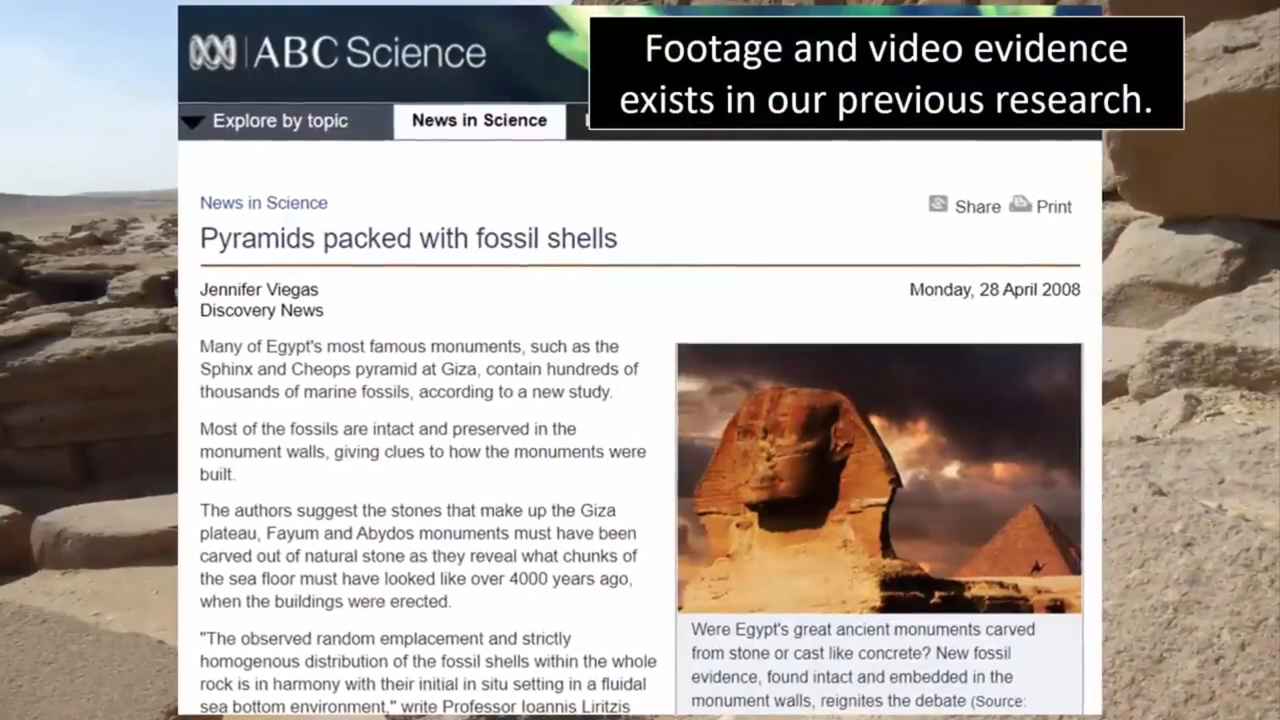 Footage and video evidence
exists in our previous research.
ABC Science
Explore by topic
News in Science
News in Science
Share
Print
Pyramids packed with fossil shells
Jennifer Viegas
Discovery News
Monday, 28 April 2008
Many of Egypt's most famous monuments, such as the
Sphinx and Cheops pyramid at Giza, contain hundreds of
thousands of marine fossils, according to a new study.
Most of the fossils are intact and preserved in the
monument walls, giving clues to how the monuments were
built.
The authors suggest the stones that make up the Giza
plateau, Fayum and Abydos monuments must have been
carved out of natural stone as they reveal what chunks of
the sea floor must have looked like over 4000 years ago,
when the buildings were erected.
"The observed random emplacement and strictly
homogenous distribution of the fossil shells within the whole
rock is in harmony with their initial in situ setting in a fluidal
sea bottom environment," write Professor Ioannis Liritzis
Were Egypt's great ancient monuments carved
from stone or cast like concrete? New fossil
evidence, found intact and embedded in the
monument walls, reignites the debate (Source: